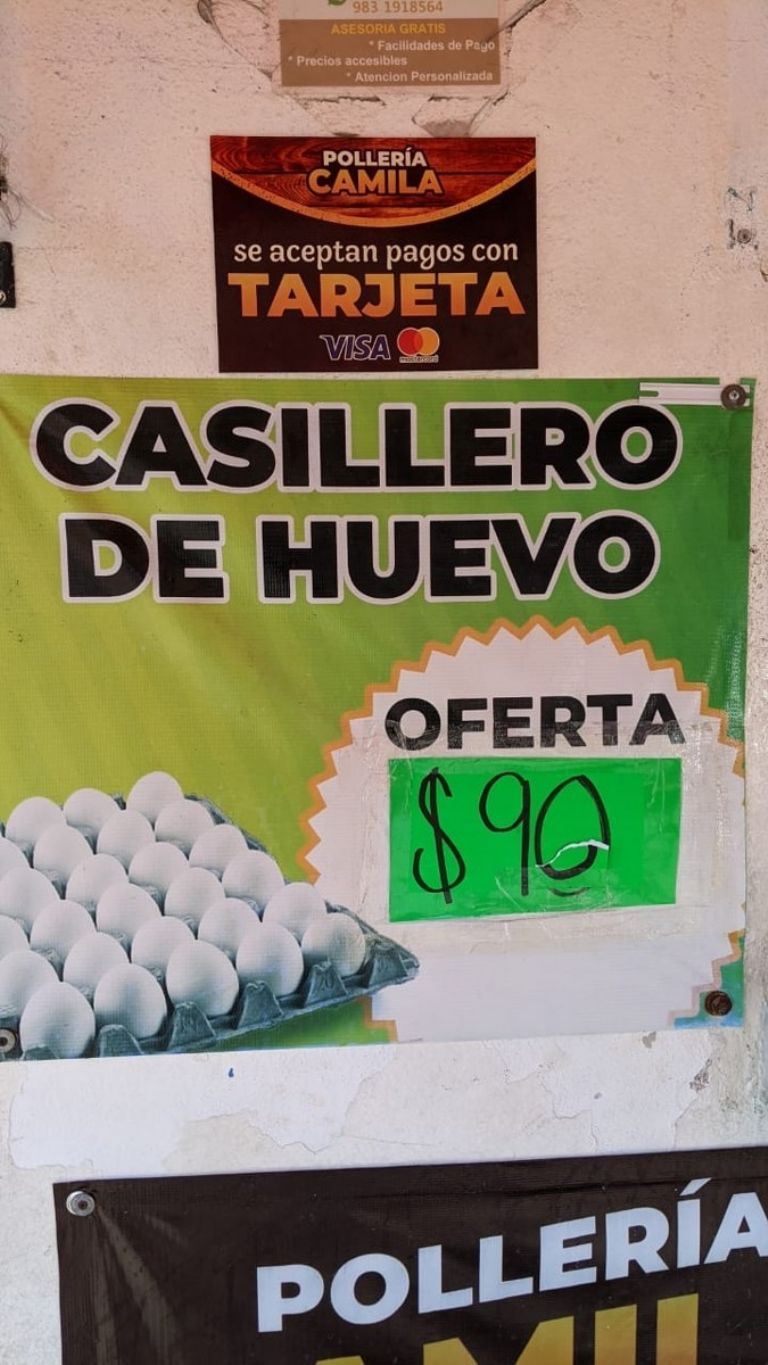 983 1918564
ASESORIA GRATIS
* Facilidades de Pago
* Precios accesibles
* Atencion Personalizada
POLLERÍA
CAMILA
se aceptan pagos con
TARJETA
VISA mastercard
CASILLERO
DE HUEVO
OFERTA
$90
POLLERÍA